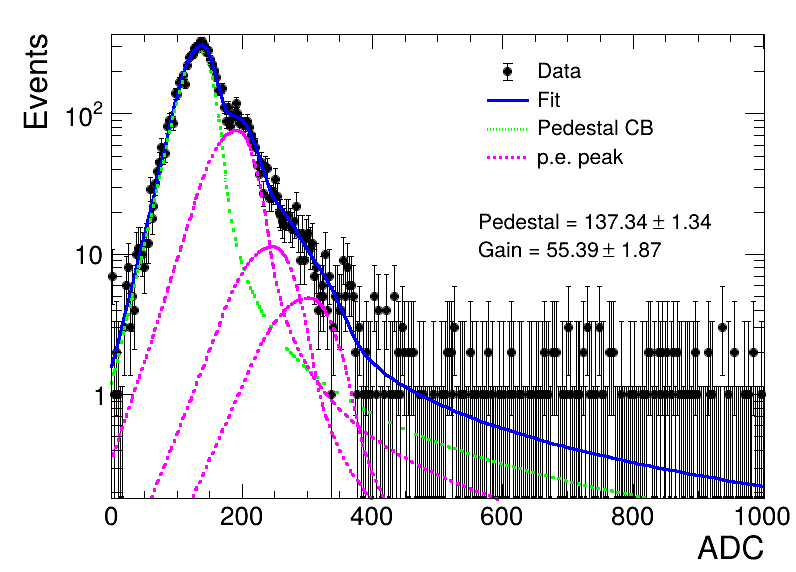 Events
10²
10
1
Data
Fit
Pedestal CB
p.e. peak
Pedestal = 137.34 ± 1.34
Gain = 55.39 ± 1.87
0 200 400 600 800 1000
ADC